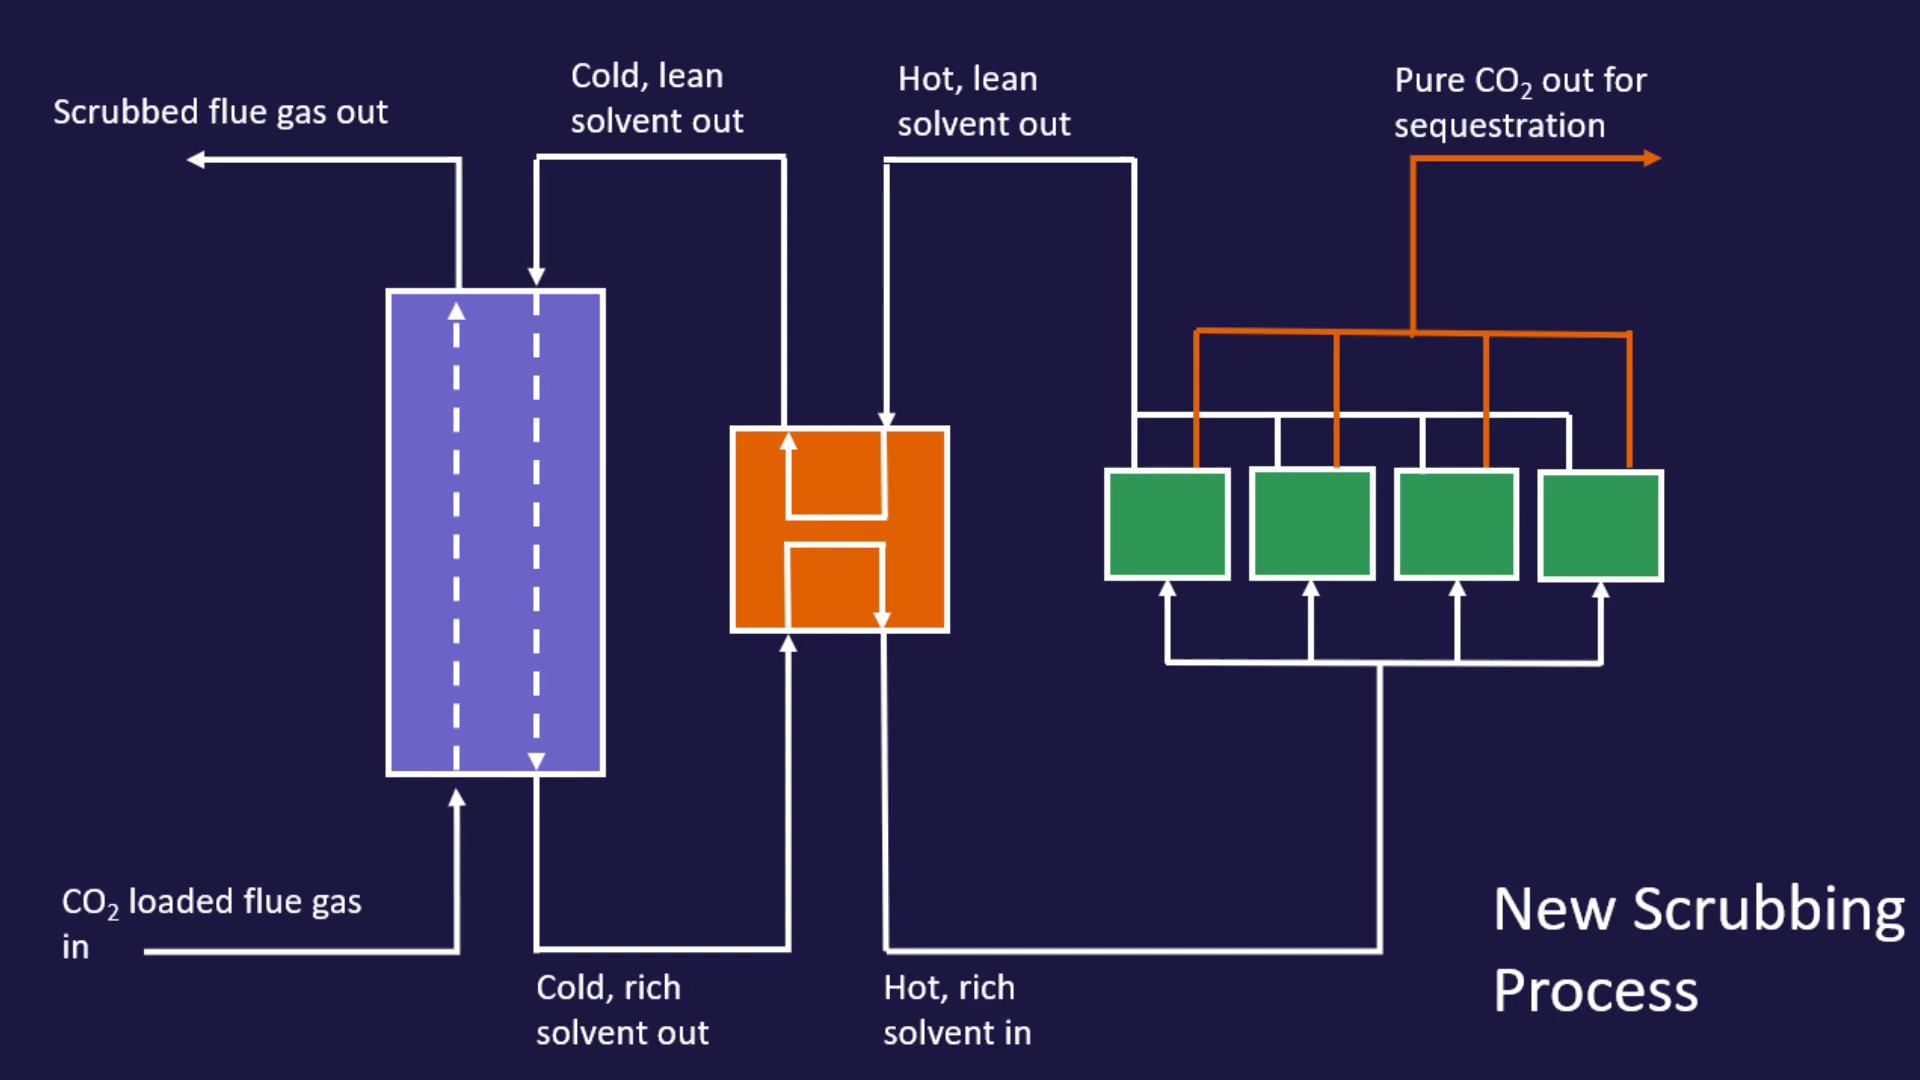 Scrubbed flue gas out
Cold, lean
solvent out
Hot, lean
solvent out
Pure CO₂ out for
sequestration
CO₂ loaded flue gas
in
Cold, rich
solvent out
Hot, rich
solvent in
New Scrubbing
Process